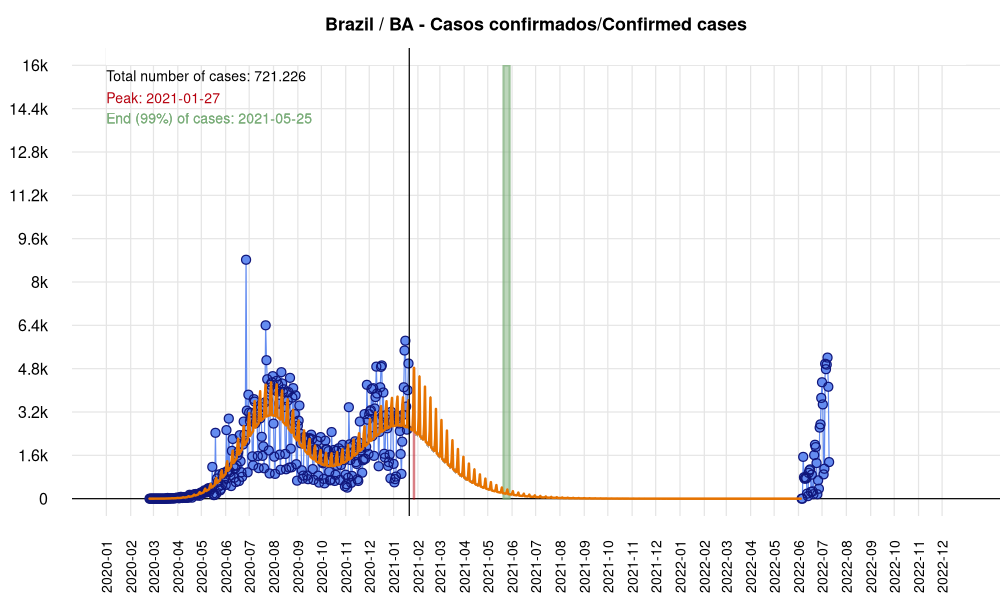 Brazil / BA - Casos confirmados/Confirmed cases
16k
14.4k
12.8k
11.2k
9.6k
8k
6.4k
4.8k
3.2k
1.6k
0
Total number of cases: 721.226
Peak: 2021-01-27
End (99%) of cases: 2021-05-25
2020-01
2020-02
2020-03
2020-04
2020-05
2020-06
2020-07
2020-08
2020-09
2020-10
2020-11
2020-12
2021-01
2021-02
2021-03
2021-04
2021-05
2021-06
2021-07
2021-08
2021-09
2021-10
2021-11
2021-12
2022-01
2022-02
2022-03
2022-04
2022-05
2022-06
2022-07
2022-08
2022-09
2022-10
2022-11
2022-12